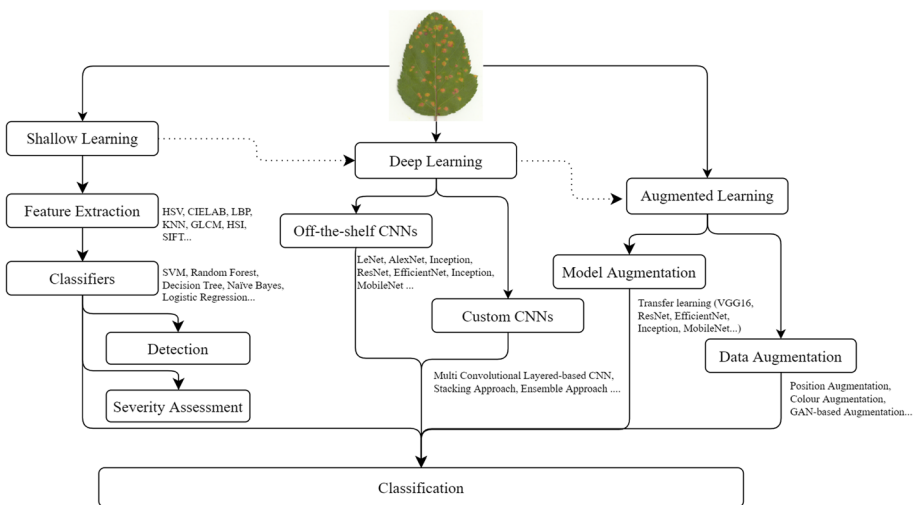 Shallow Learning
Deep Learning
Augmented Learning
Feature Extraction
HSV, CIELAB, LBP,
KNN, GLCM, HSI,
SIFT...
Off-the-shelf CNNs
LeNet, AlexNet, Inception,
ResNet, EfficientNet, Inception,
MobileNet ...
Classifiers
SVM, Random Forest,
Decision Tree, Naïve Bayes,
Logistic Regression...
Model Augmentation
Transfer learning (VGG16,
ResNet, EfficientNet,
Inception, MobileNet...)
Custom CNNs
Multi Convolutional Layered-based CNN,
Stacking Approach, Ensemble Approach ....
Detection
Data Augmentation
Position Augmentation,
Colour Augmentation,
GAN-based Augmentation...
Severity Assessment
Classification